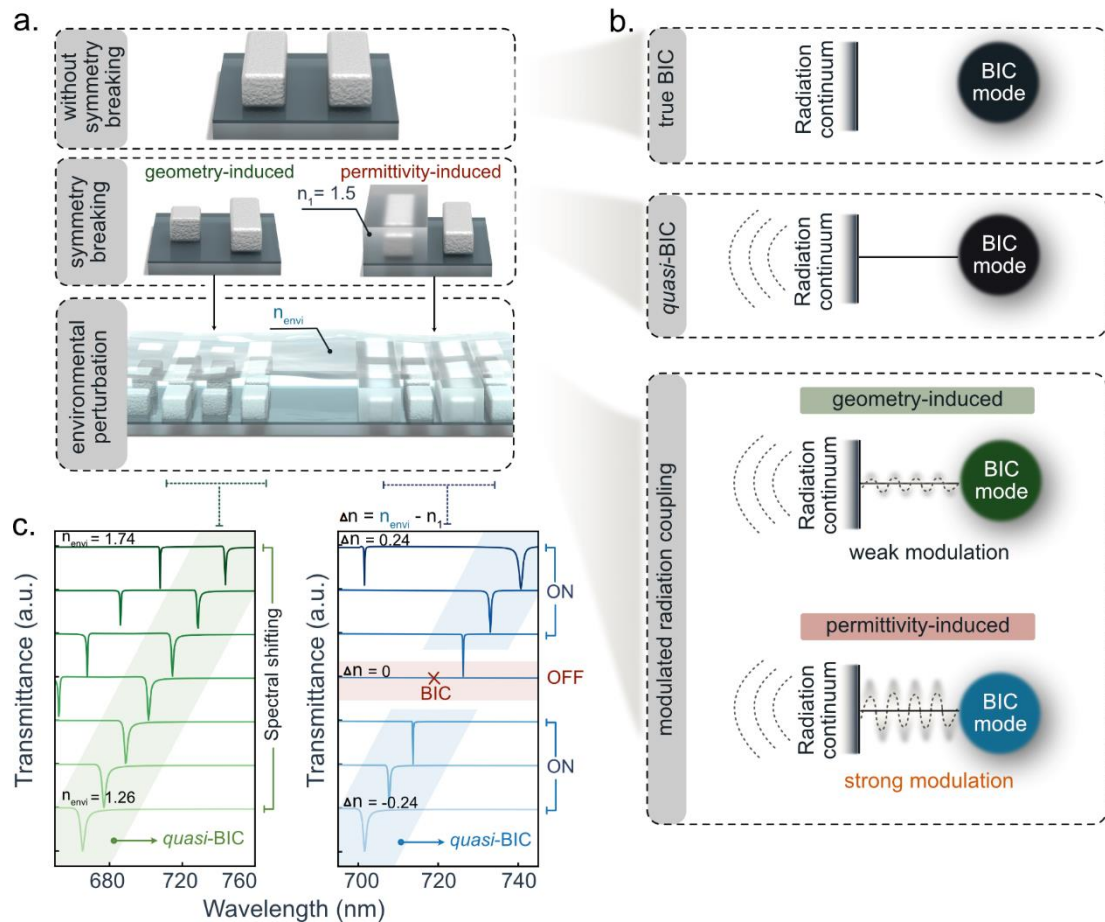 a.
without
symmetry
breaking
symmetry
breaking
geometry-induced
permittivity-induced
n₁= 1.5
environmental
perturbation
n_envi
b.
true BIC
Radiation
continuum
BIC
mode
quasi-BIC
Radiation
continuum
BIC
mode
modulated radiation coupling
geometry-induced
Radiation
continuum
BIC
mode
weak modulation
permittivity-induced
Radiation
continuum
BIC
mode
strong modulation
c.
Transmittance (a.u.)
n_envi = 1.74
n_envi = 1.26
quasi-BIC
680
720
760
Spectral shifting
Δn = n_envi - n₁
Transmittance (a.u.)
Δn = 0.24
Δn = 0
BIC
Δn = -0.24
quasi-BIC
ON
OFF
ON
700
720
740
Wavelength (nm)